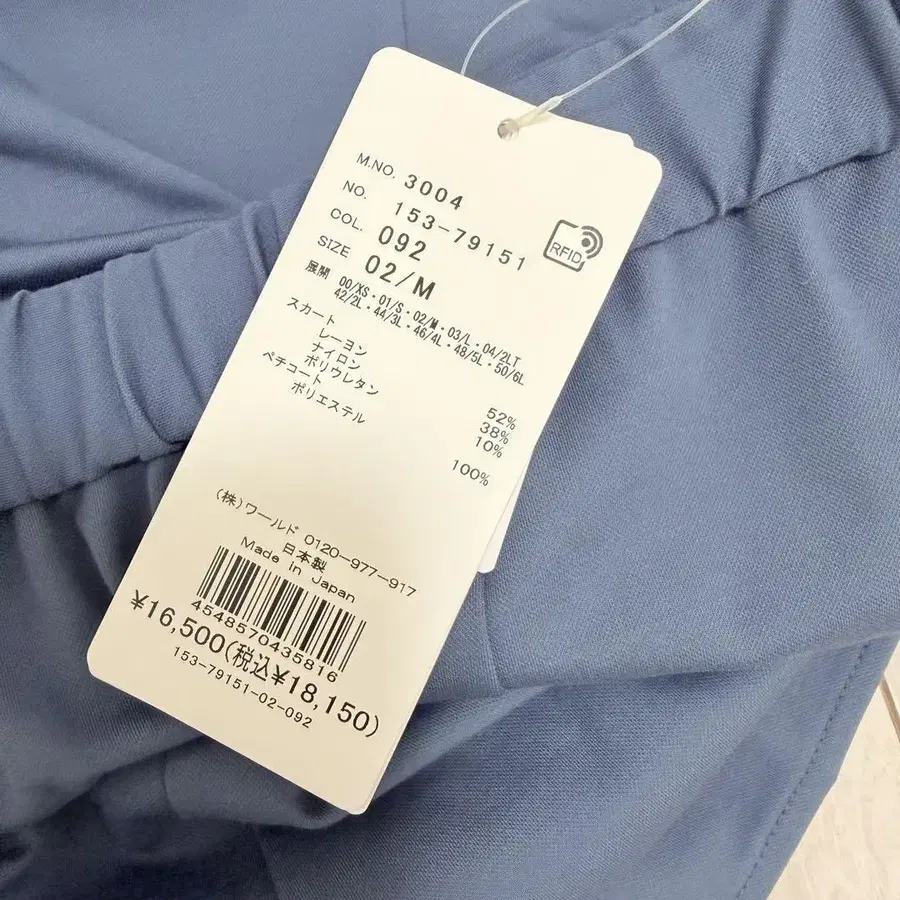 M.NO. 3004
NO. 153-79151
COL. 092
SIZE 02/M
RFID
展開 00/XS・01/S・02/M・03/L・04/2LT
42/2L・44/3L・46/4L・48/5L・50/6L
スカート
レーヨン 52%
ナイロン 38%
ポリウレタン 10%
ペチコート
ポリエステル 100%
(株)ワールド 0120-977-917
日本製
Made In Japan
4548570435816
¥16,500(税込¥18,150)
153-79151-02-092